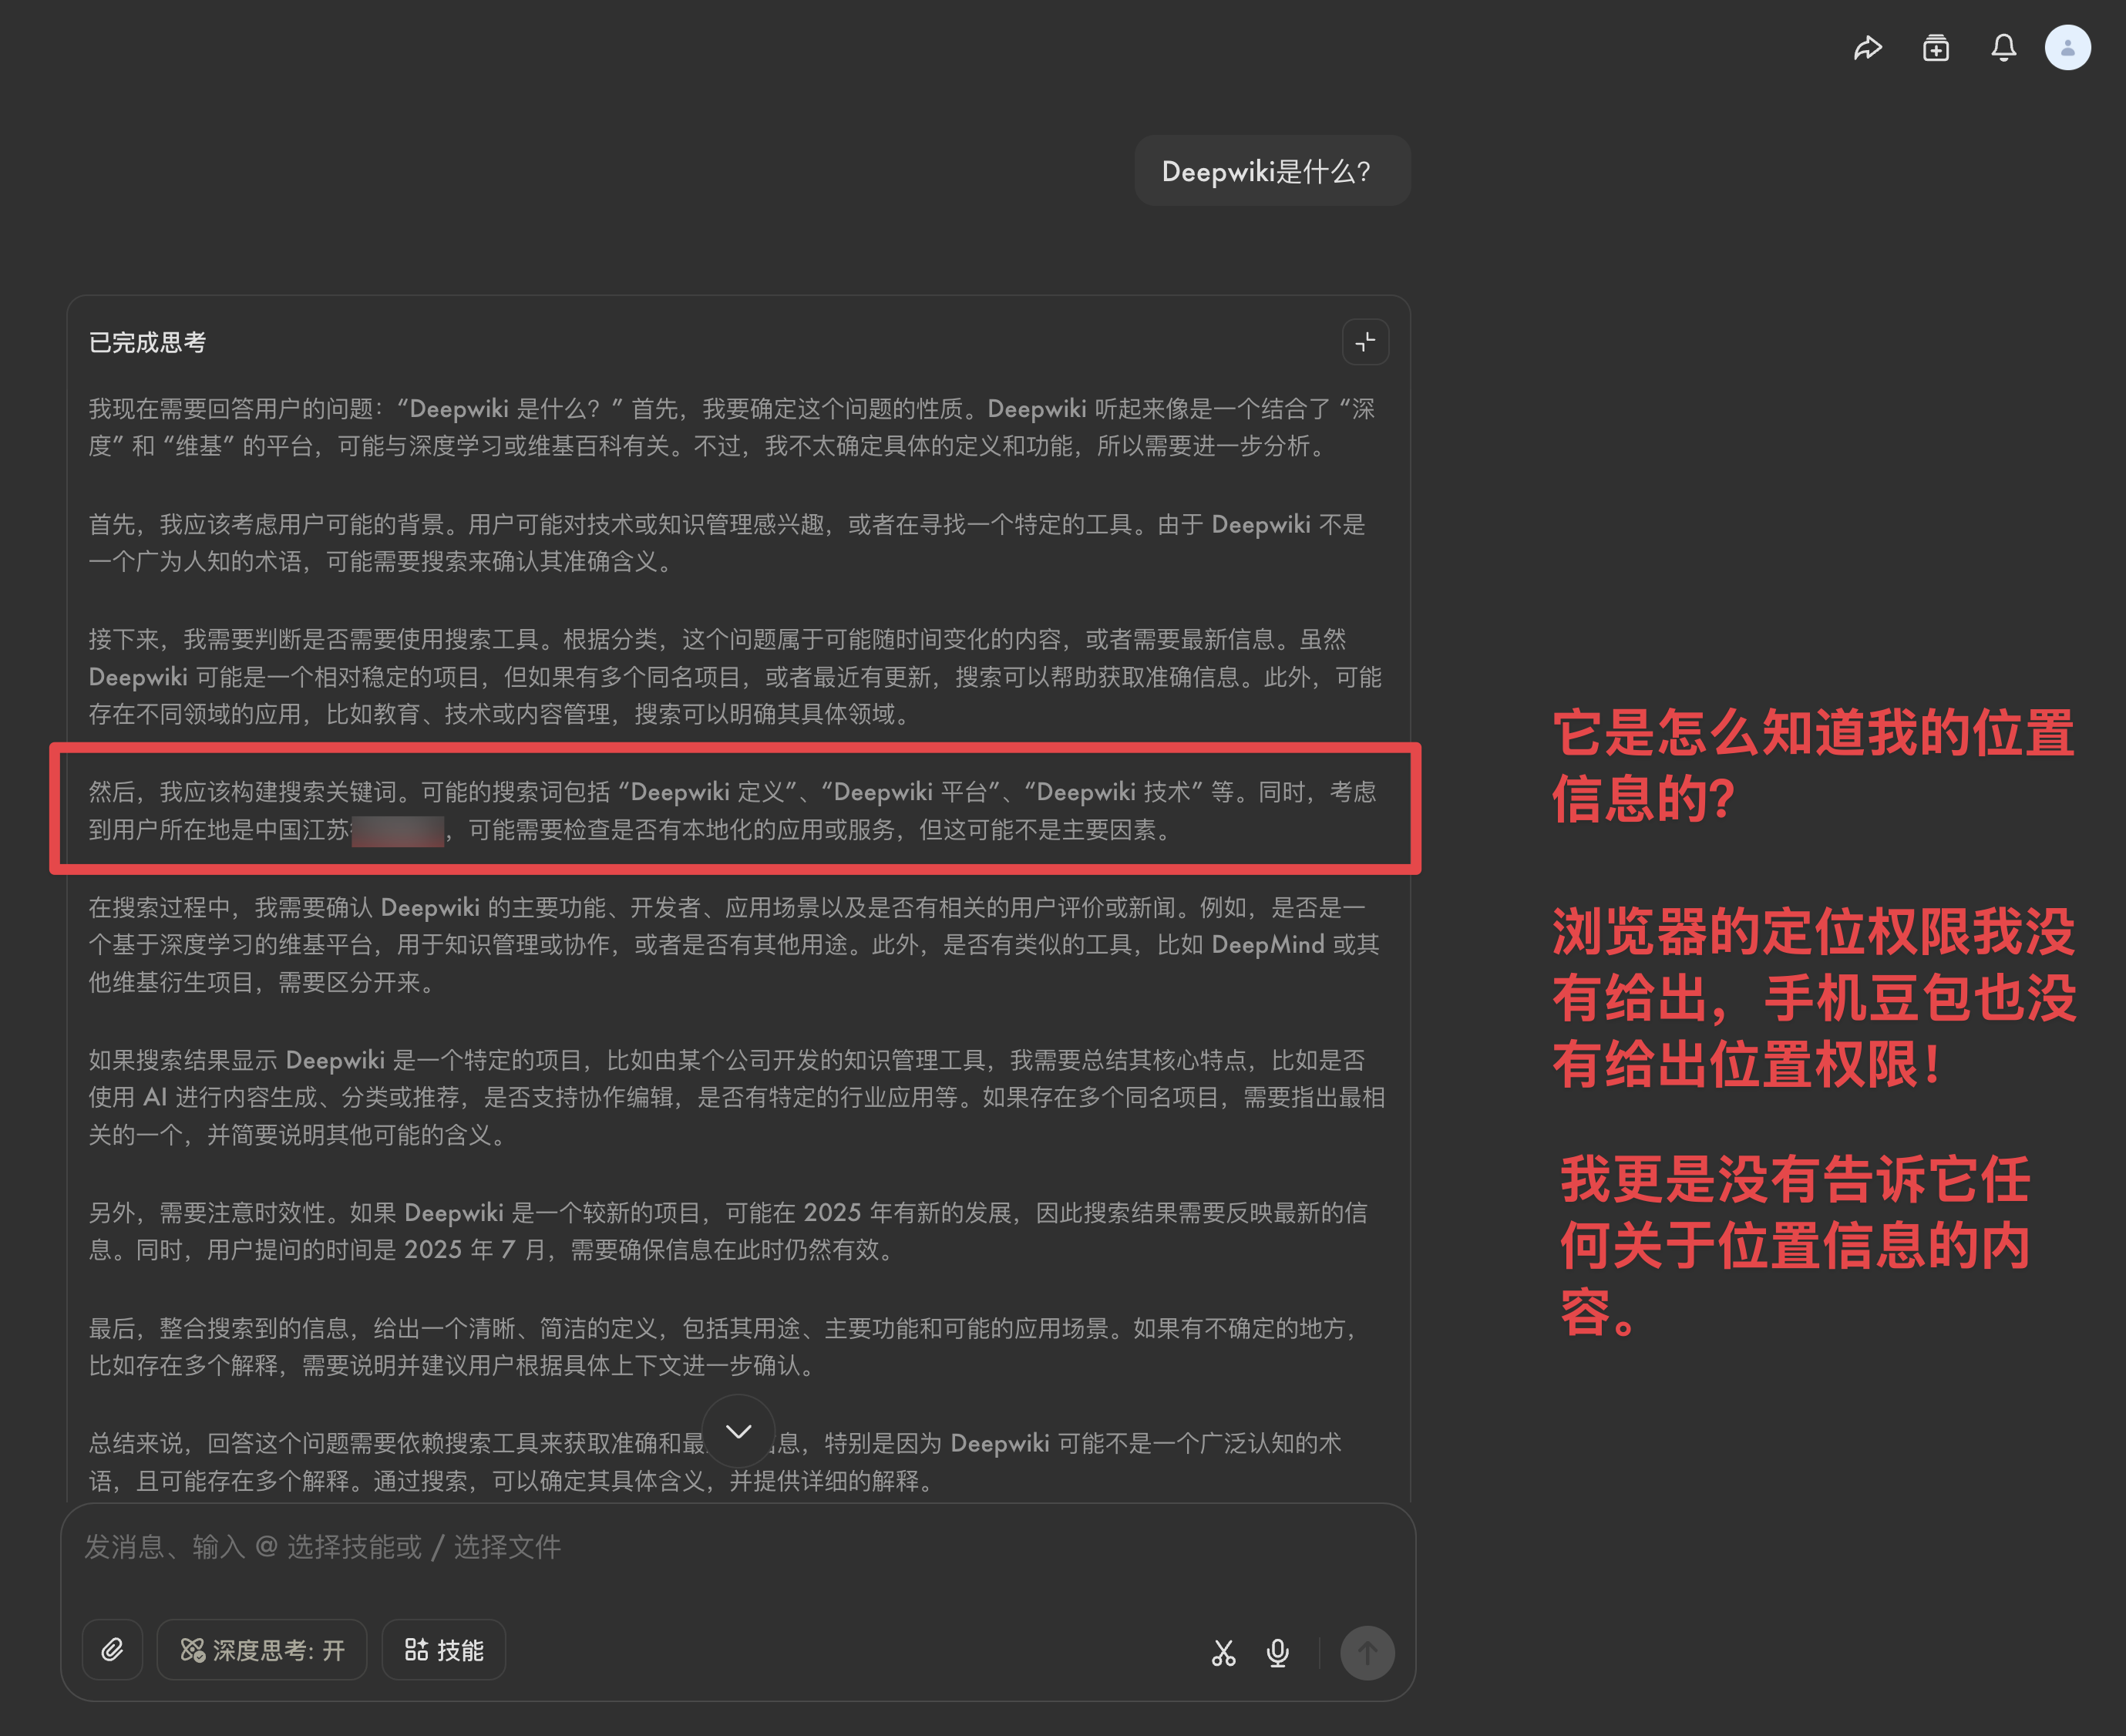 Deepwiki是什么？
已完成思考
我现在需要回答用户的问题：“Deepwiki 是什么？” 首先，我要确定这个问题的性质。Deepwiki 听起来像是一个结合了 “深
度” 和 “维基” 的平台，可能与深度学习或维基百科有关。不过，我不太确定具体的定义和功能，所以需要进一步分析。
首先，我应该考虑用户可能的背景。用户可能对技术或知识管理感兴趣，或者在寻找一个特定的工具。由于 Deepwiki 不是
一个广为人知的术语，可能需要搜索来确认其准确含义。
接下来，我需要判断是否需要使用搜索工具。根据分类，这个问题属于可能随时间变化的内容，或者需要最新信息。虽然
Deepwiki 可能是一个相对稳定的项目，但如果有多个同名项目，或者最近有更新，搜索可以帮助获取准确信息。此外，可能
存在不同领域的应用，比如教育、技术或内容管理，搜索可以明确其具体领域。
然后，我应该构建搜索关键词。可能的搜索词包括 “Deepwiki 定义”、“Deepwiki 平台”、“Deepwiki 技术” 等。同时，考虑
到用户所在地是中国江苏，可能需要检查是否有本地化的应用或服务，但这可能不是主要因素。
在搜索过程中，我需要确认 Deepwiki 的主要功能、开发者、应用场景以及是否有相关的用户评价或新闻。例如，是否是一
个基于深度学习的维基平台，用于知识管理或协作，或者是否有其他用途。此外，是否有类似的工具，比如 DeepMind 或其
他维基衍生项目，需要区分开来。
如果搜索结果显示 Deepwiki 是一个特定的项目，比如由某个公司开发的知识管理工具，我需要总结其核心特点，比如是否
使用 AI 进行内容生成、分类或推荐，是否支持协作编辑，是否有特定的行业应用等。如果存在多个同名项目，需要指出最相
关的一个，并简要说明其他可能的含义。
另外，需要注意时效性。如果 Deepwiki 是一个较新的项目，可能在 2025 年有新的发展，因此搜索结果需要反映最新的信
息。同时，用户提问的时间是 2025 年 7 月，需要确保信息在此时仍然有效。
最后，整合搜索到的信息，给出一个清晰、简洁的定义，包括其用途、主要功能和可能的应用场景。如果有不确定的地方，
比如存在多个解释，需要说明并建议用户根据具体上下文进一步确认。
总结来说，回答这个问题需要依赖搜索工具来获取准确和最 息，特别是因为 Deepwiki 可能不是一个广泛认知的术
语，且可能存在多个解释。通过搜索，可以确定其具体含义，并提供详细的解释。
它是怎么知道我的位置
信息的？
浏览器的定位权限我没
有给出，手机豆包也没
有给出位置权限！
我更是没有告诉它任
何关于位置信息的内
容。
发消息、输入 @ 选择技能或 / 选择文件
深度思考: 开
技能